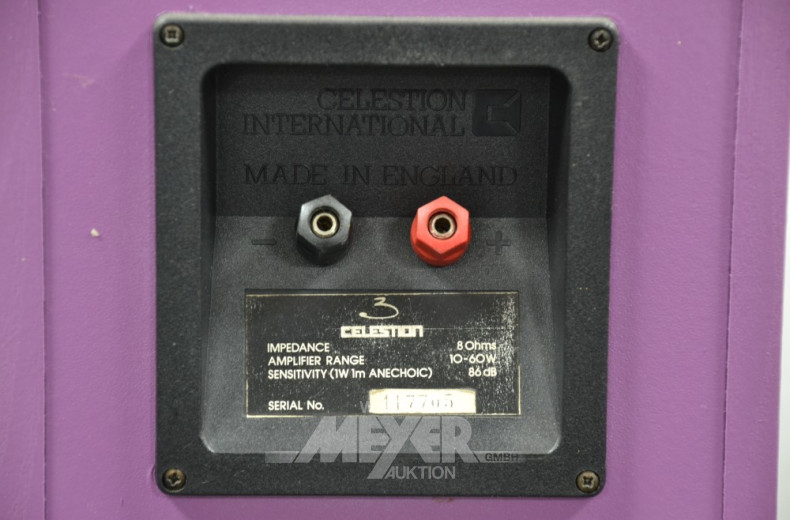 CELESTION
INTERNATIONAL
MADE IN ENGLAND
- +
3
CELESTION
IMPEDANCE 8 Ohms
AMPLIFIER RANGE 10-60W
SENSITIVITY (1W 1m ANECHOIC) 86 dB
SERIAL No. 117705
MEYER
GMBH
AUKTION